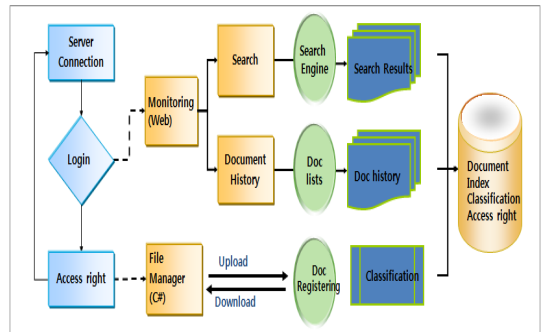 Server
Connection
Login
Access right
Monitoring
(Web)
File
Manager
(C#)
Search
Document
History
Upload
Download
Search
Engine
Doc
lists
Doc
Registering
Search Results
Doc history
Classification
Document
Index
Classification
Access right